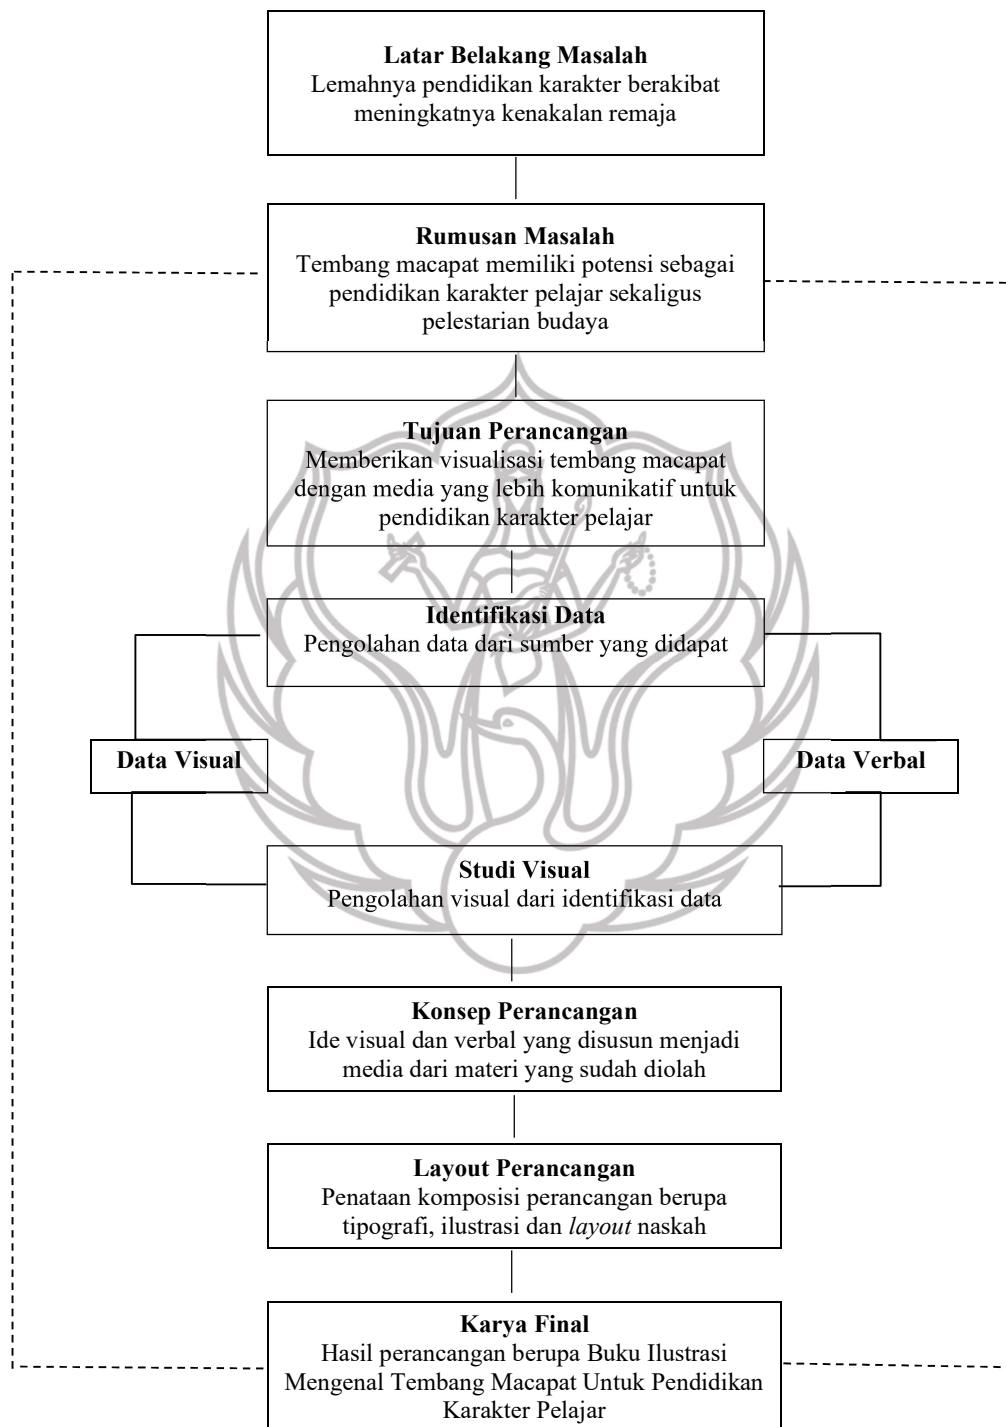 Latar Belakang Masalah
Lemahnya pendidikan karakter berakibat
meningkatnya kenakalan remaja
Rumusan Masalah
Tembang macapat memiliki potensi sebagai
pendidikan karakter pelajar sekaligus
pelestarian budaya
Tujuan Perancangan
Memberikan visualisasi tembang macapat
dengan media yang lebih komunikatif untuk
pendidikan karakter pelajar
Identifikasi Data
Pengolahan data dari sumber yang didapat
Data Visual
Data Verbal
Studi Visual
Pengolahan visual dari identifikasi data
Konsep Perancangan
Ide visual dan verbal yang disusun menjadi
media dari materi yang sudah diolah
Layout Perancangan
Penataan komposisi perancangan berupa
tipografi, ilustrasi dan layout naskah
Karya Final
Hasil perancangan berupa Buku Ilustrasi
Mengenal Tembang Macapat Untuk Pendidikan
Karakter Pelajar